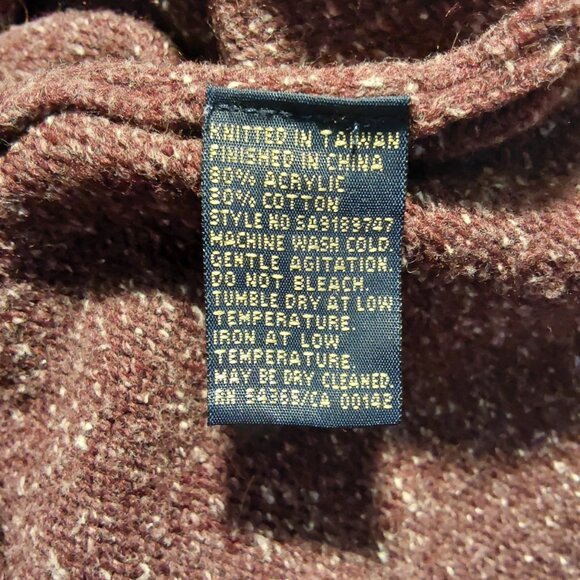 KNITTED IN TAIWAN
FINISHED IN CHINA
80% ACRYLIC
20% COTTON
STYLE NO SA9199747
MACHINE WASH COLD.
GENTLE AGITATION.
DO NOT BLEACH.
TUMBLE DRY AT LOW
TEMPERATURE.
IRON AT LOW
TEMPERATURE.
MAY BE DRY CLEANED.
RN 54365/CA 00142